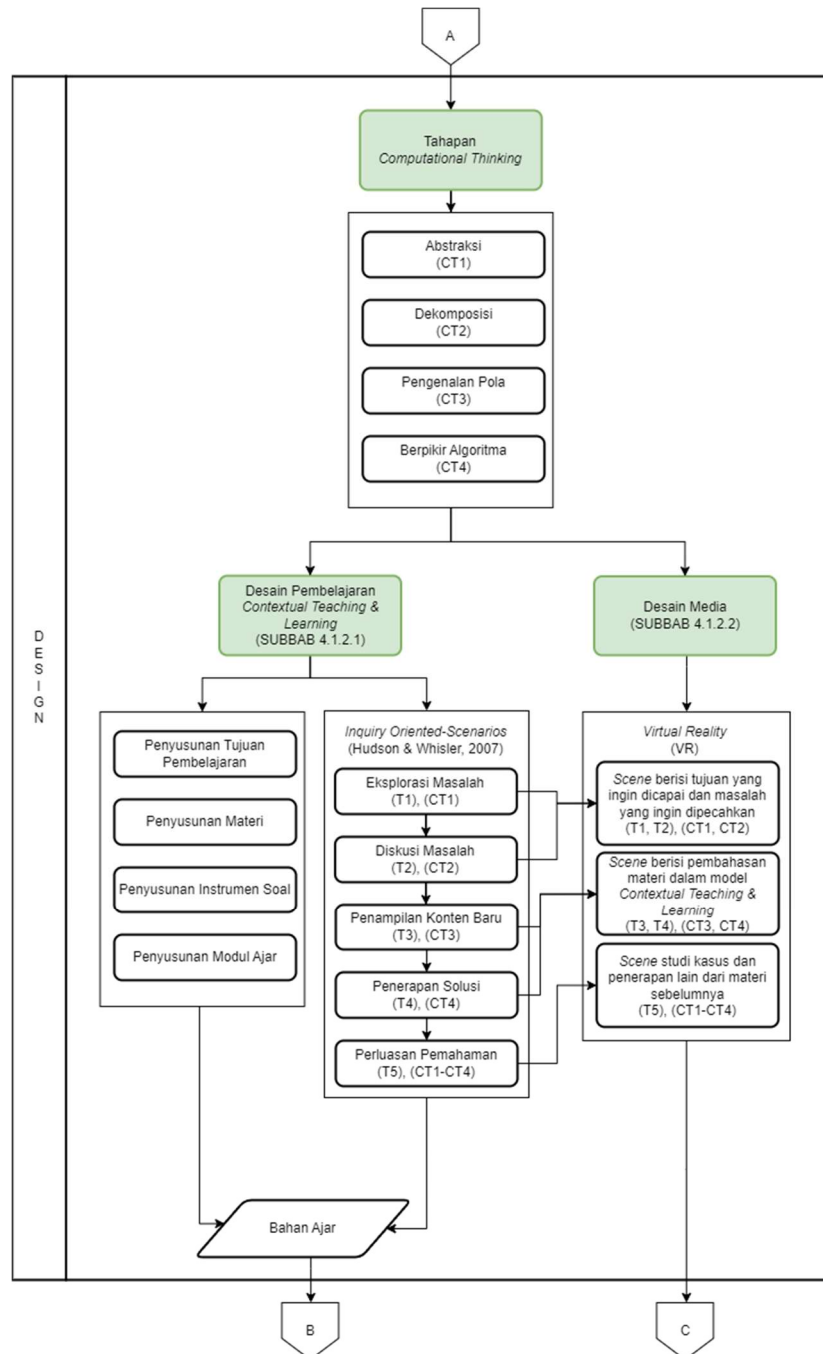 A
DESIGN
Tahapan
Computational Thinking
Abstraksi
(CT1)
Dekomposisi
(CT2)
Pengenalan Pola
(CT3)
Berpikir Algoritma
(CT4)
Desain Pembelajaran
Contextual Teaching &
Learning
(SUBBAB 4.1.2.1)
Desain Media
(SUBBAB 4.1.2.2)
Penyusunan Tujuan
Pembelajaran
Penyusunan Materi
Penyusunan Instrumen Soal
Penyusunan Modul Ajar
Inquiry Oriented-Scenarios
(Hudson & Whisler, 2007)
Eksplorasi Masalah
(T1), (CT1)
Diskusi Masalah
(T2), (CT2)
Penampilan Konten Baru
(T3), (CT3)
Penerapan Solusi
(T4), (CT4)
Perluasan Pemahaman
(T5), (CT1-CT4)
Virtual Reality
(VR)
Scene berisi tujuan yang
ingin dicapai dan masalah
yang ingin dipecahkan
(T1, T2), (CT1, CT2)
Scene berisi pembahasan
materi dalam model
Contextual Teaching &
Learning
(T3, T4), (CT3, CT4)
Scene studi kasus dan
penerapan lain dari materi
sebelumnya
(T5), (CT1-CT4)
Bahan Ajar
B
C